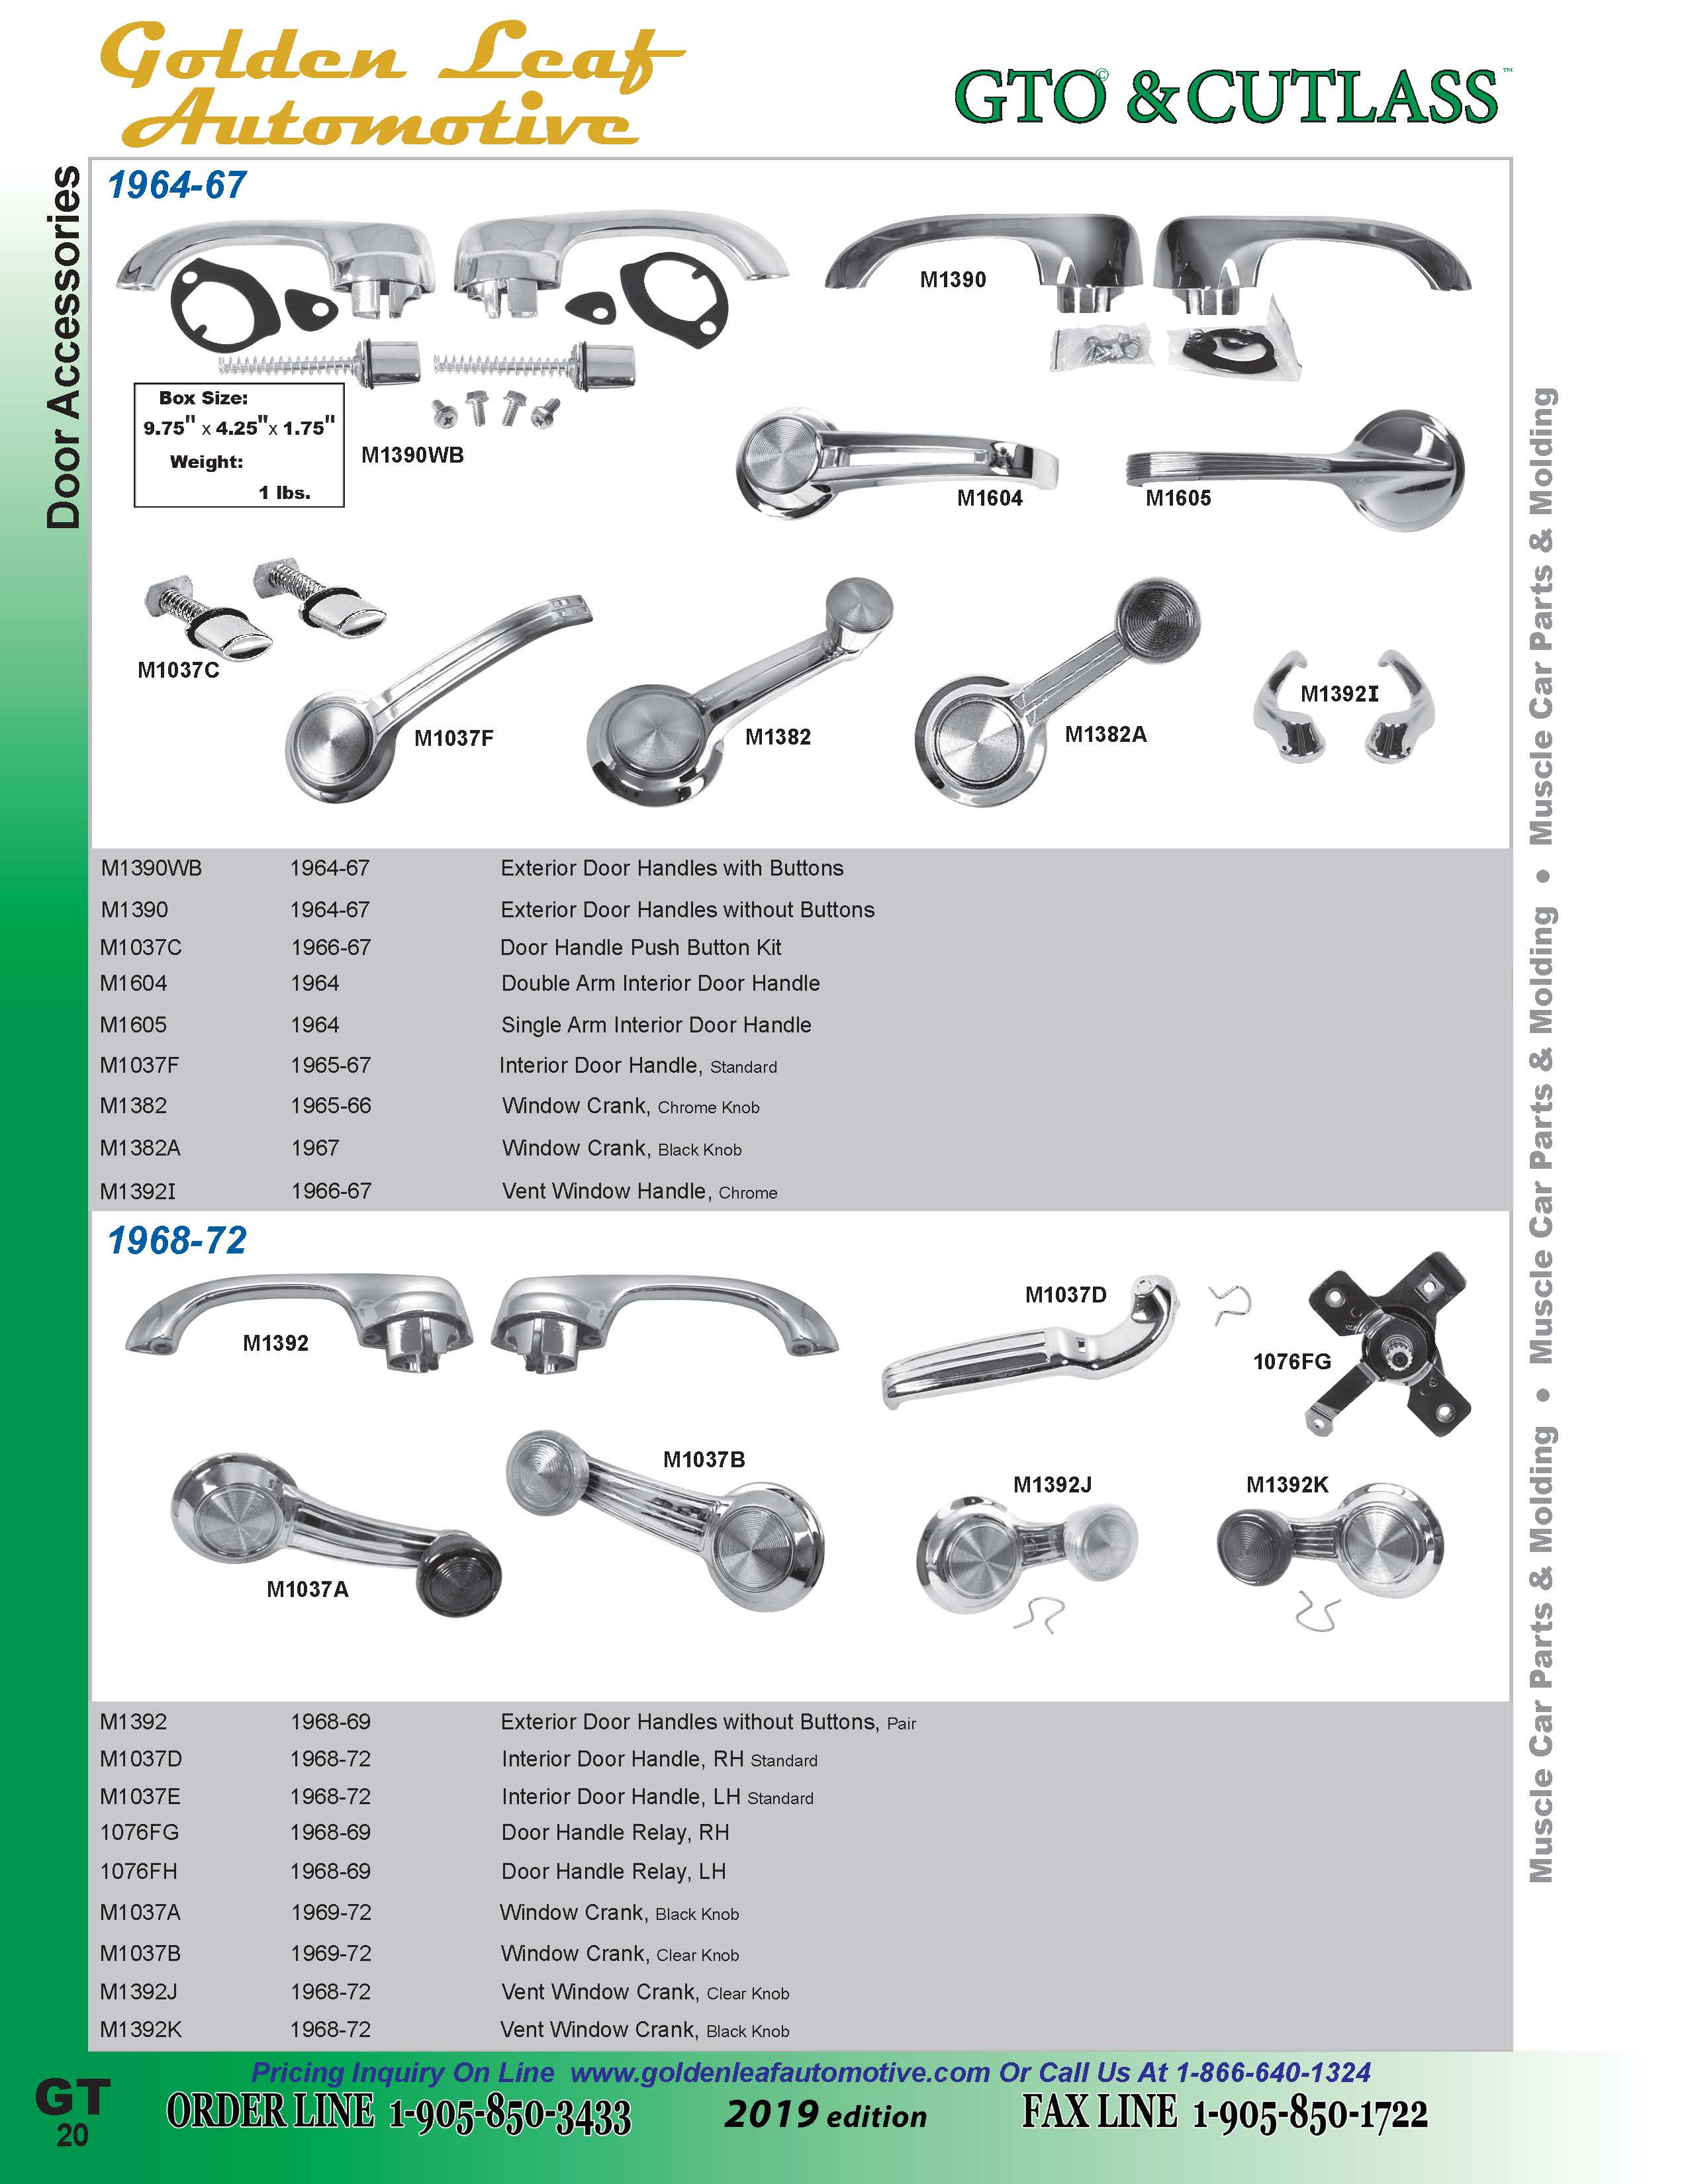 Golden Leaf
Automotive
GTO© & CUTLASS™
Door Accessories
1964-67
M1390
Box Size:
9.75" x 4.25" x 1.75"
Weight:
1 lbs.
M1390WB
M1604
M1605
M1037C
M1037F
M1382
M1382A
M1392I
M1390WB 1964-67 Exterior Door Handles with Buttons
M1390 1964-67 Exterior Door Handles without Buttons
M1037C 1966-67 Door Handle Push Button Kit
M1604 1964 Double Arm Interior Door Handle
M1605 1964 Single Arm Interior Door Handle
M1037F 1965-67 Interior Door Handle, Standard
M1382 1965-66 Window Crank, Chrome Knob
M1382A 1967 Window Crank, Black Knob
M1392I 1966-67 Vent Window Handle, Chrome
1968-72
M1392
M1037D
1076FG
M1037A
M1037B
M1392J
M1392K
M1392 1968-69 Exterior Door Handles without Buttons, Pair
M1037D 1968-72 Interior Door Handle, RH Standard
M1037E 1968-72 Interior Door Handle, LH Standard
1076FG 1968-69 Door Handle Relay, RH
1076FH 1968-69 Door Handle Relay, LH
M1037A 1969-72 Window Crank, Black Knob
M1037B 1969-72 Window Crank, Clear Knob
M1392J 1968-72 Vent Window Crank, Clear Knob
M1392K 1968-72 Vent Window Crank, Black Knob
Muscle Car Parts & Molding • Muscle Car Parts & Molding • Muscle Car Parts & Molding
Pricing Inquiry On Line www.goldenleafautomotive.com Or Call Us At 1-866-640-1324
GT
20
ORDER LINE 1-905-850-3433
2019 edition
FAX LINE 1-905-850-1722